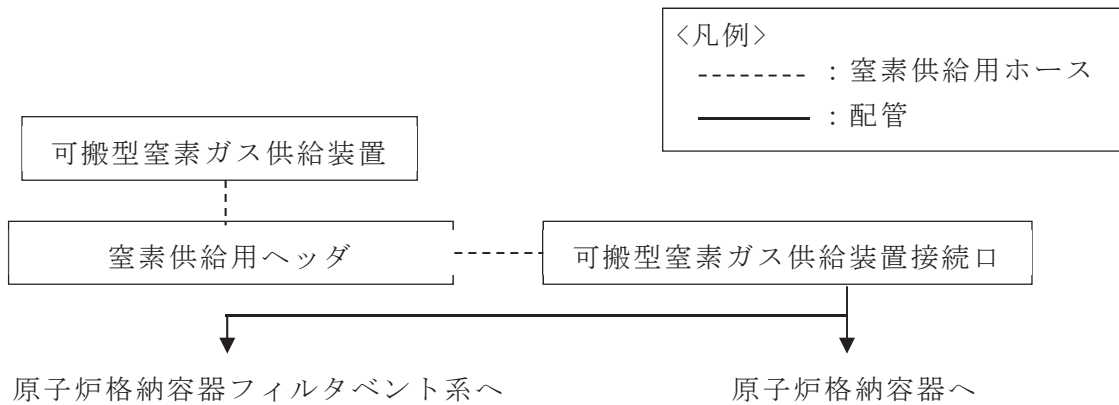 <凡例>
：窒素供給用ホース
：配管
可搬型窒素ガス供給装置
窒素供給用ヘッダ
可搬型窒素ガス供給装置接続口
原子炉格納容器フィルタベント系へ
原子炉格納容器へ